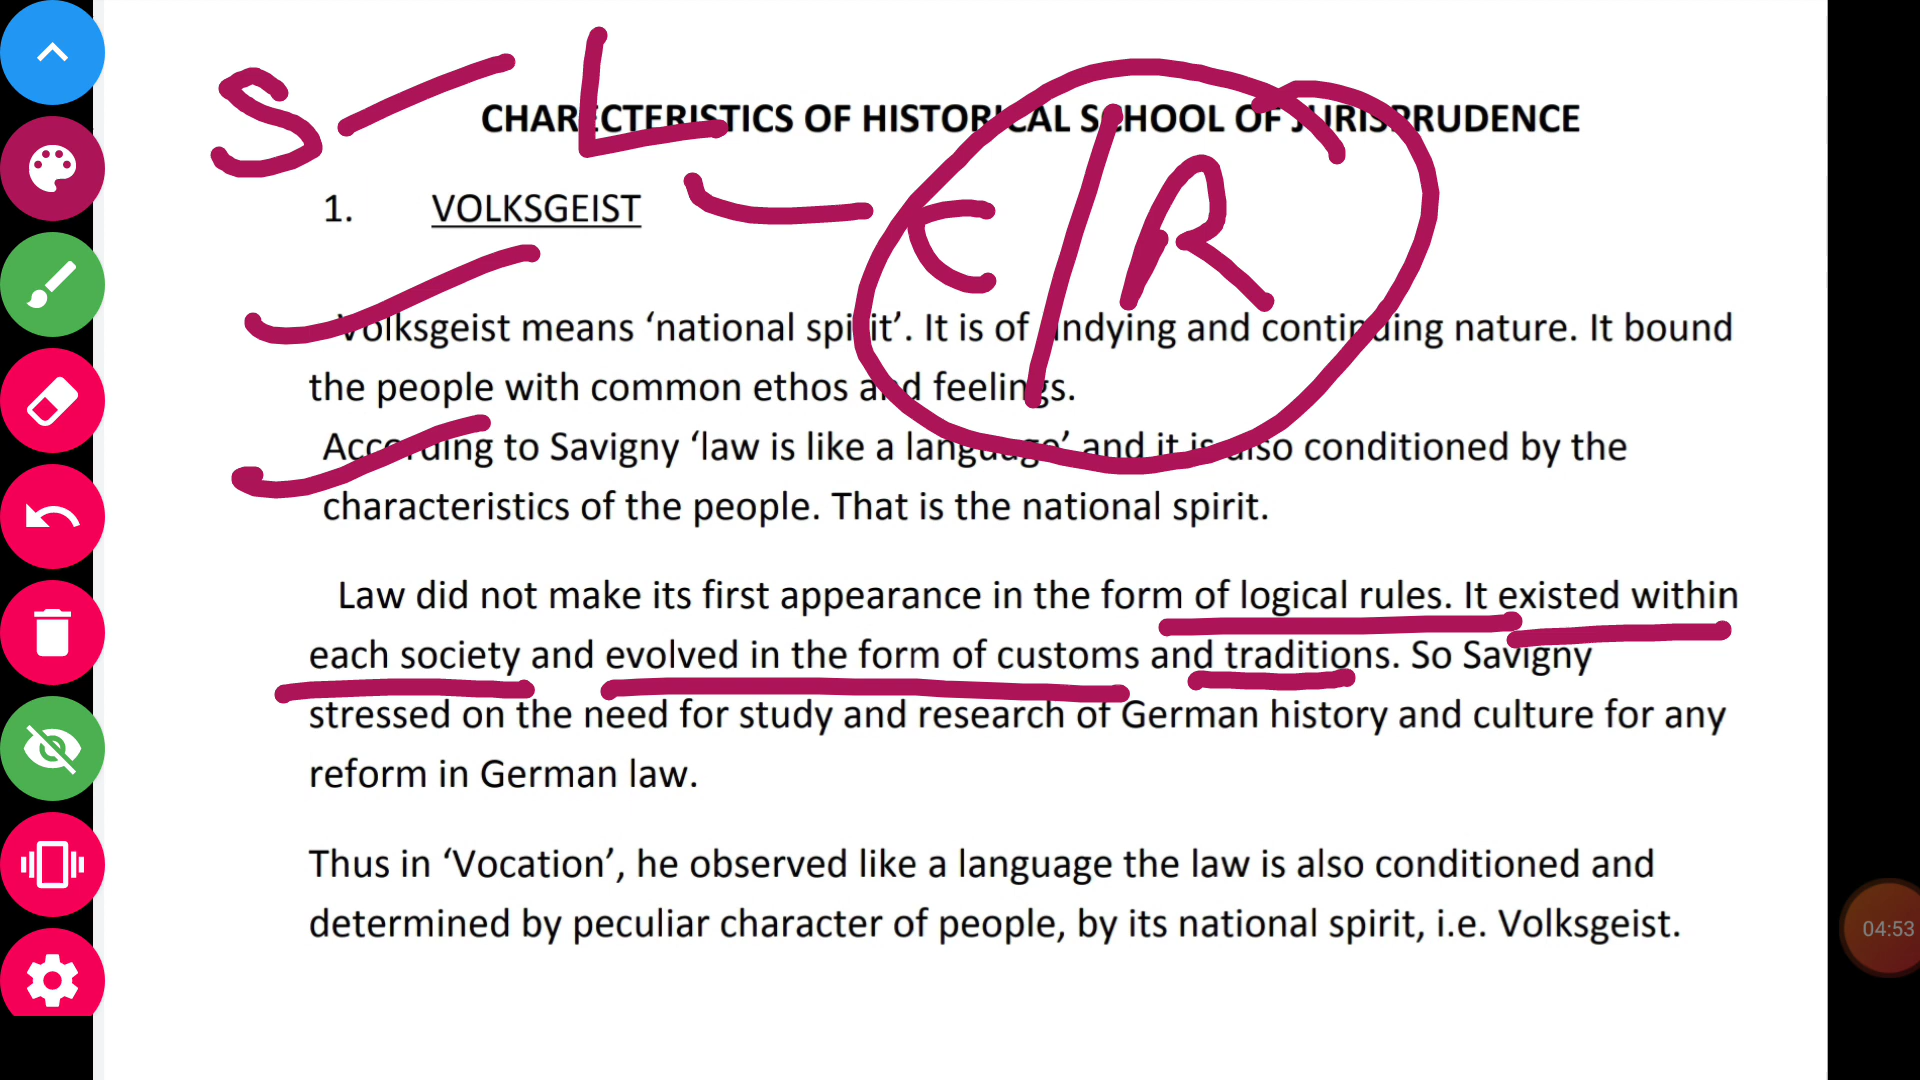 S L
CHARECTERISTICS OF HISTORICAL SCHOOL OF JURISPRUDENCE
1. VOLKSGEIST
C/R
Volksgeist means ‘national spirit’. It is of undying and continuing nature. It bound
the people with common ethos and feelings.
According to Savigny ‘law is like a language’ and it is also conditioned by the
characteristics of the people. That is the national spirit.
Law did not make its first appearance in the form of logical rules. It existed within
each society and evolved in the form of customs and traditions. So Savigny
stressed on the need for study and research of German history and culture for any
reform in German law.
Thus in ‘Vocation’, he observed like a language the law is also conditioned and
determined by peculiar character of people, by its national spirit, i.e. Volksgeist.
04:53